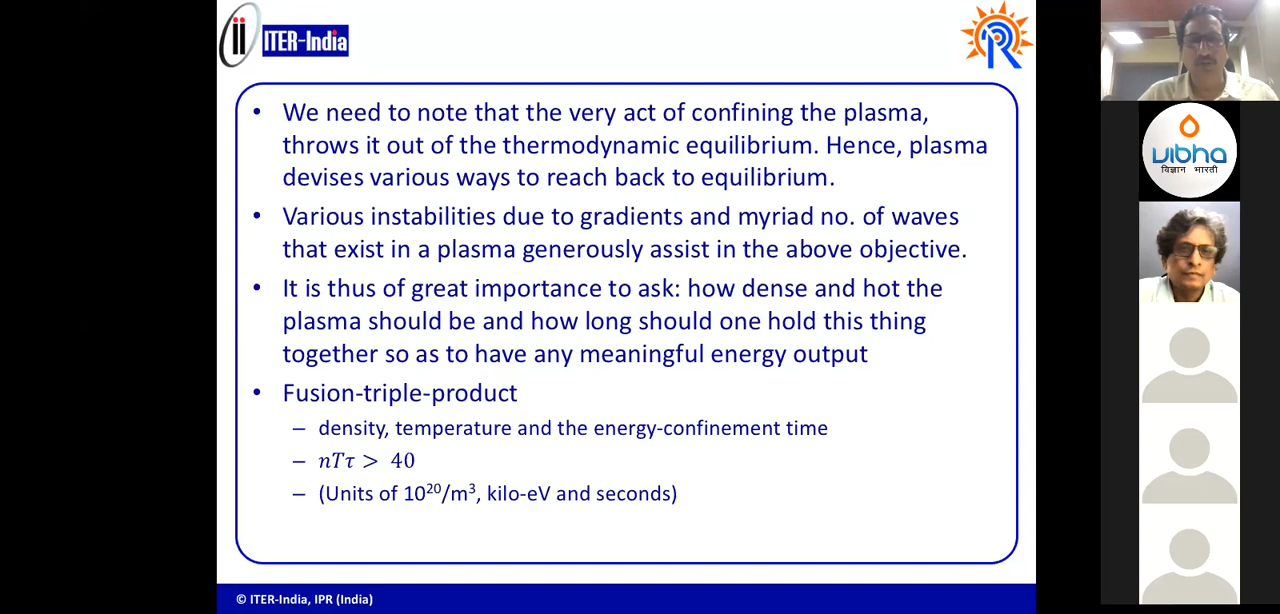 ii ITER-India
• We need to note that the very act of confining the plasma,
throws it out of the thermodynamic equilibrium. Hence, plasma
devises various ways to reach back to equilibrium.
• Various instabilities due to gradients and myriad no. of waves
that exist in a plasma generously assist in the above objective.
• It is thus of great importance to ask: how dense and hot the
plasma should be and how long should one hold this thing
together so as to have any meaningful energy output
• Fusion-triple-product
– density, temperature and the energy-confinement time
– nTτ > 40
– (Units of 10²⁰/m³, kilo-eV and seconds)
© ITER-India, IPR (India)
vibha
विज्ञान भारती